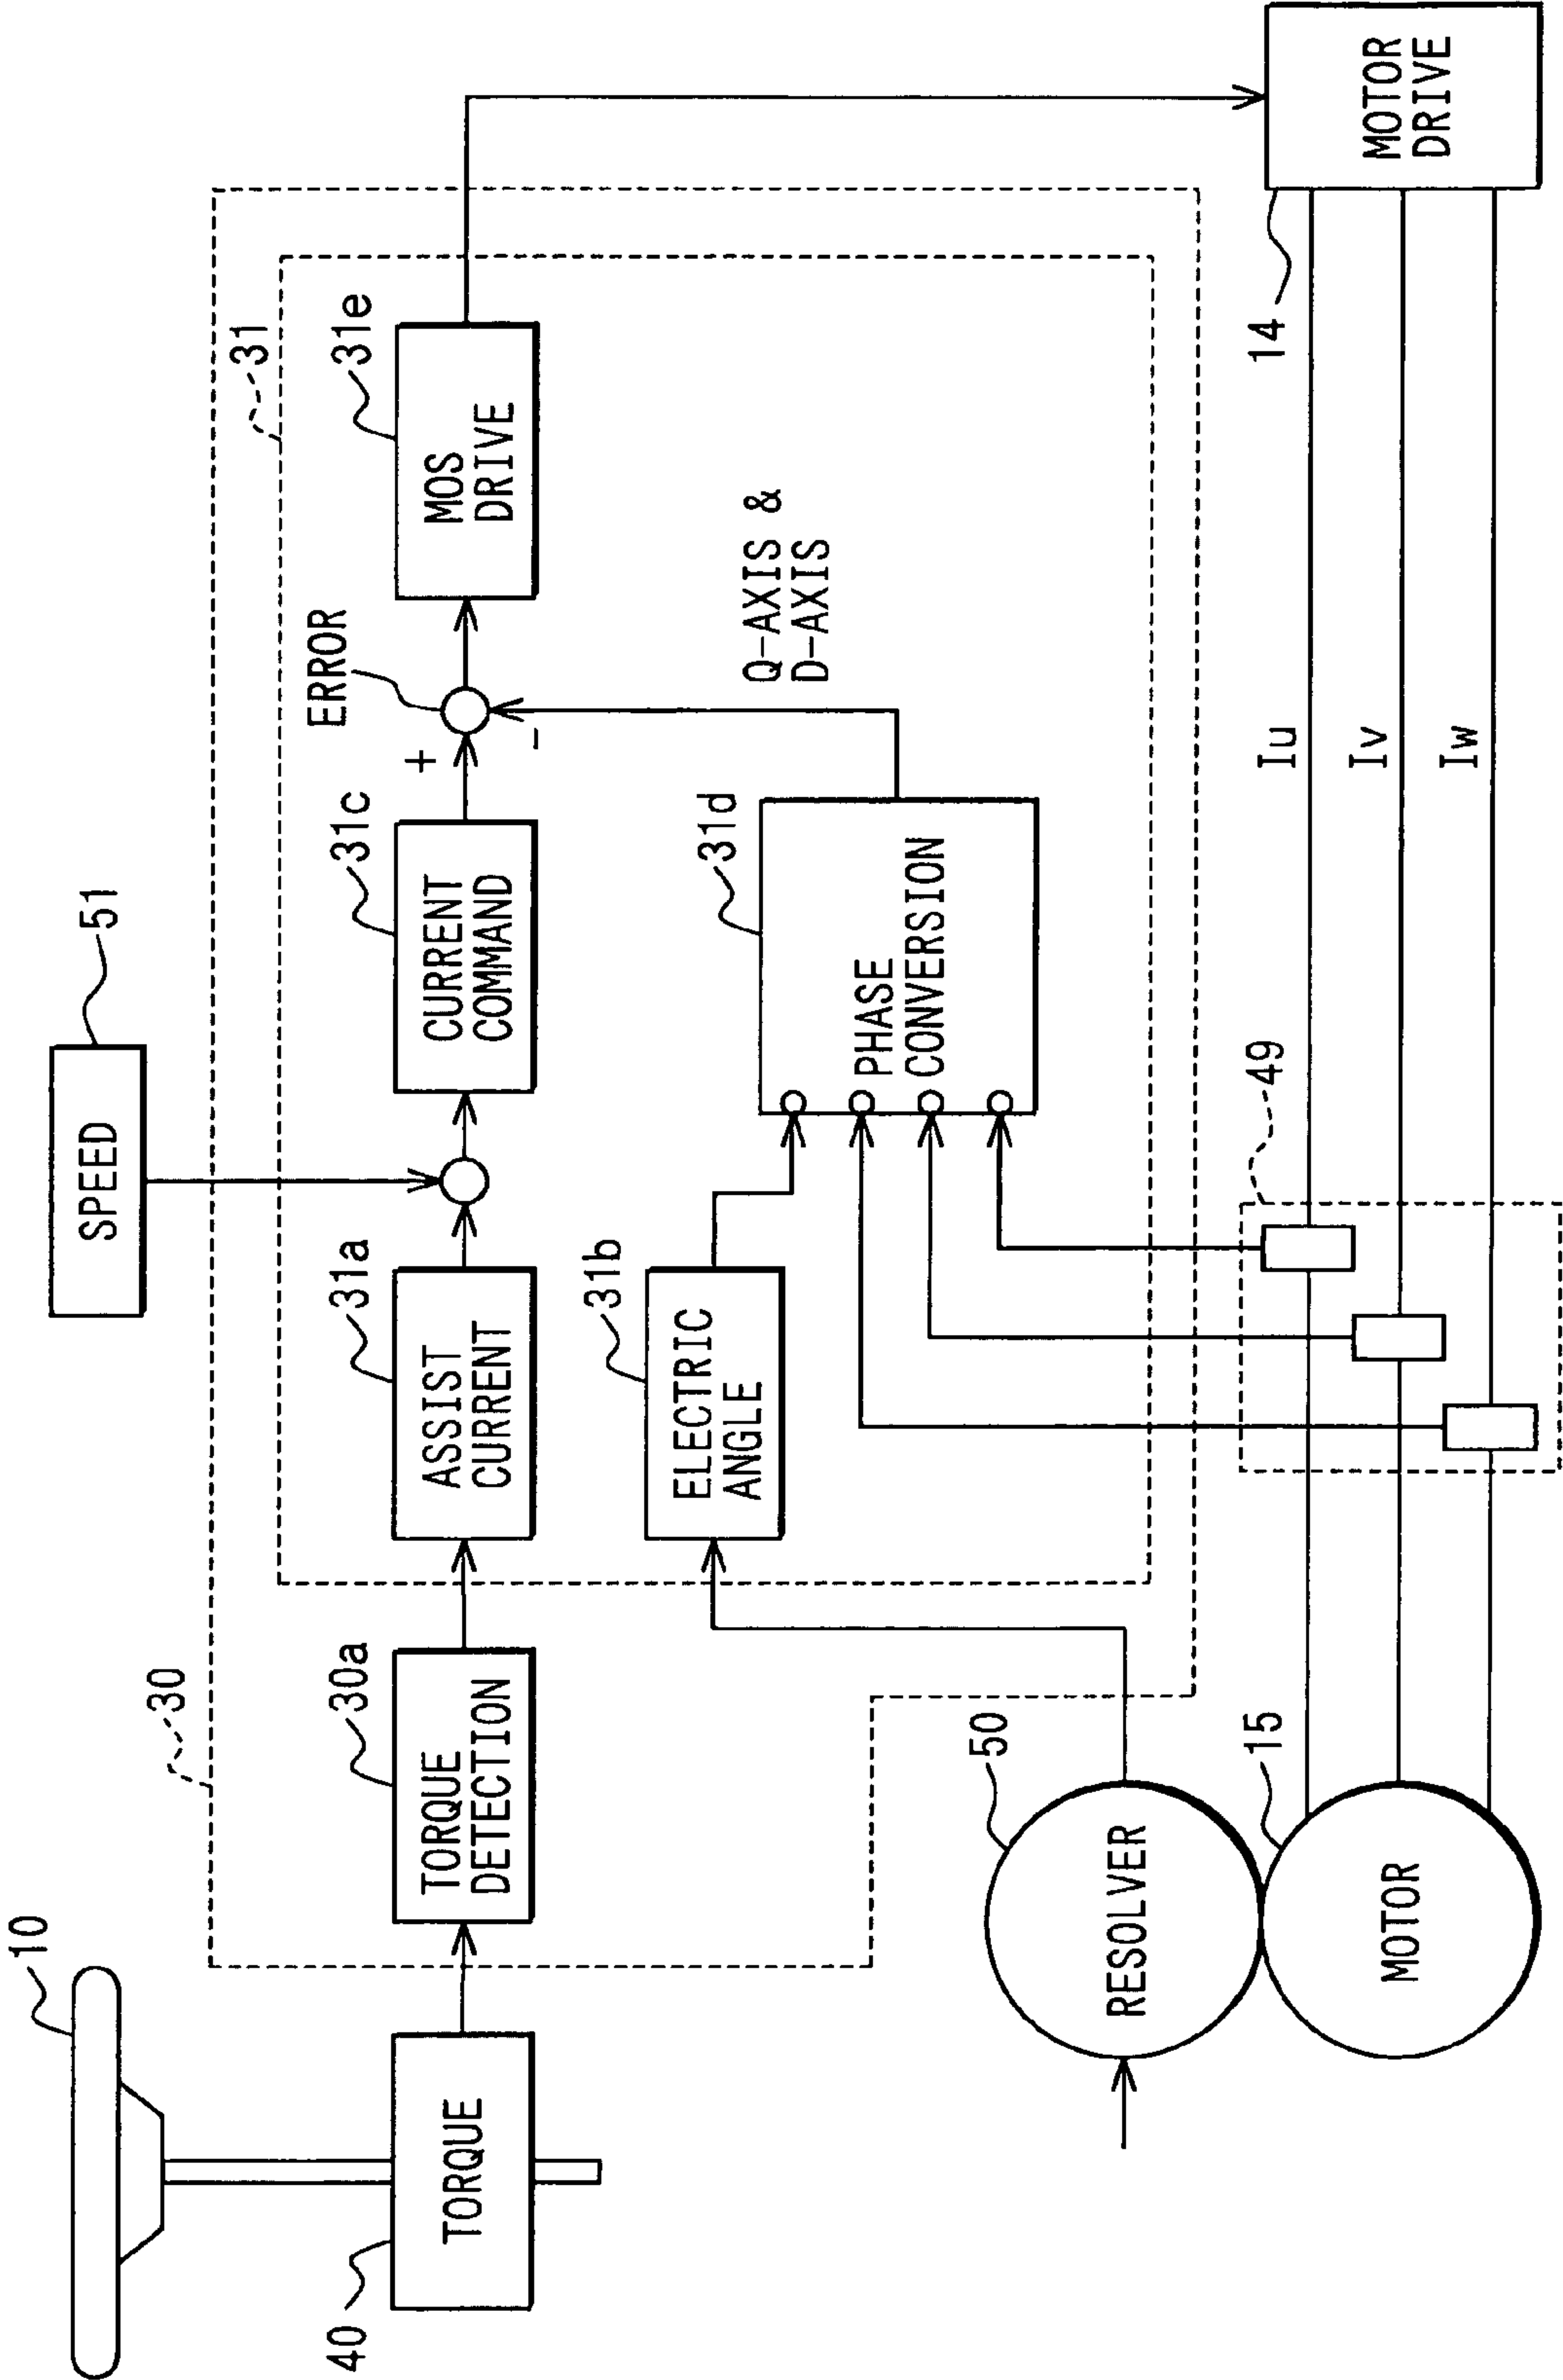 10
40
TORQUE
30
30a
TORQUE
DETECTION
SPEED
51
31
31a
ASSIST
CURRENT
31c
CURRENT
COMMAND
+
-
ERROR
31e
MOS
DRIVE
31b
ELECTRIC
ANGLE
31d
PHASE
CONVERSION
Q-AXIS &
D-AXIS
50
RESOLVER
15
MOTOR
49
Iu
Iv
Iw
14
MOTOR
DRIVE